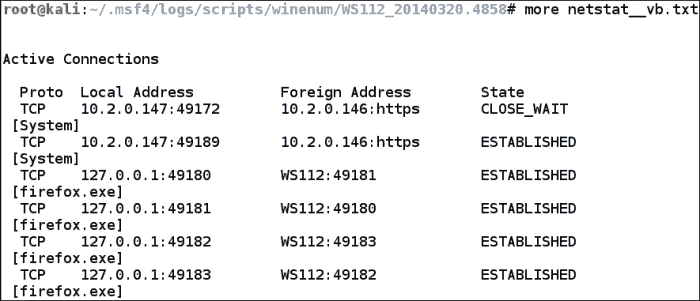 root@kali:~/.msf4/logs/scripts/winenum/WS112_20140320.4858# more netstat__vb.txt
Active Connections
Proto  Local Address          Foreign Address        State
TCP    10.2.0.147:49172       10.2.0.146:https       CLOSE_WAIT
[System]
TCP    10.2.0.147:49189       10.2.0.146:https       ESTABLISHED
[System]
TCP    127.0.0.1:49180        WS112:49181            ESTABLISHED
[firefox.exe]
TCP    127.0.0.1:49181        WS112:49180            ESTABLISHED
[firefox.exe]
TCP    127.0.0.1:49182        WS112:49183            ESTABLISHED
[firefox.exe]
TCP    127.0.0.1:49183        WS112:49182            ESTABLISHED
[firefox.exe]